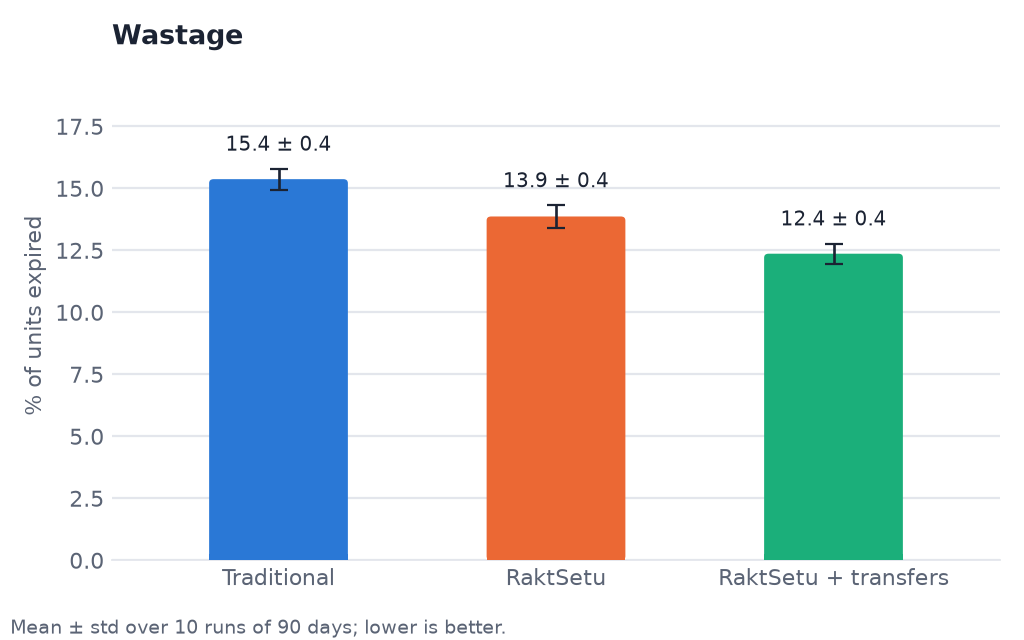 Wastage
% of units expired
17.5
15.0
12.5
10.0
7.5
5.0
2.5
0.0
15.4 ± 0.4
13.9 ± 0.4
12.4 ± 0.4
Traditional
RaktSetu
RaktSetu + transfers
Mean ± std over 10 runs of 90 days; lower is better.